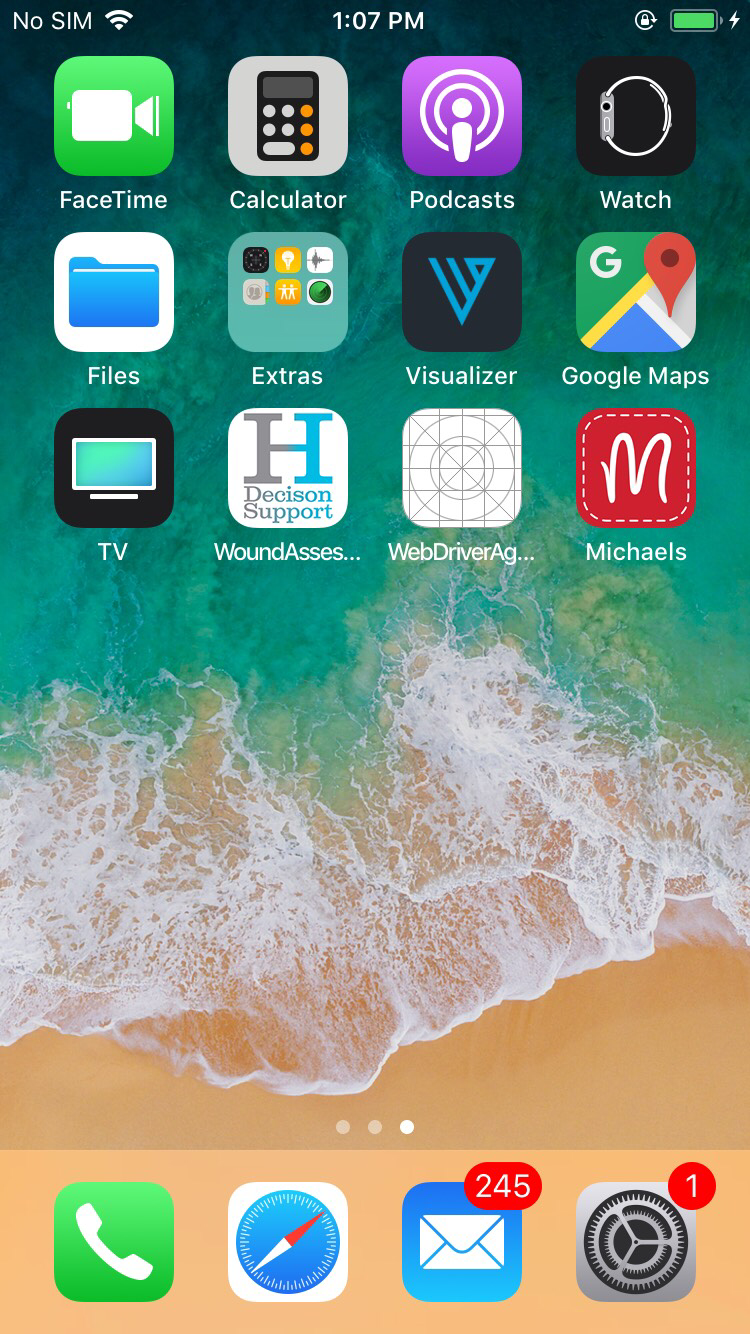 No SIM 1:07 PM
FaceTime Calculator Podcasts Watch
G
Files Extras Visualizer Google Maps
H
Decison
Support
M
TV WoundAsses... WebDriverAg... Michaels
245 1